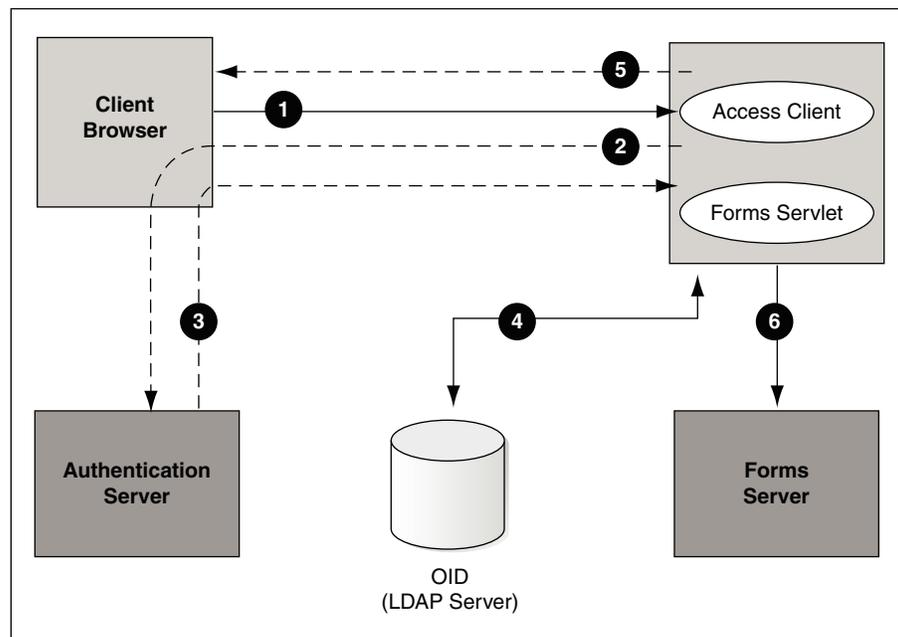 Client
Browser
5
1
Access Client
2
Forms Servlet
3
4
6
Authentication
Server
Forms
Server
OID
(LDAP Server)